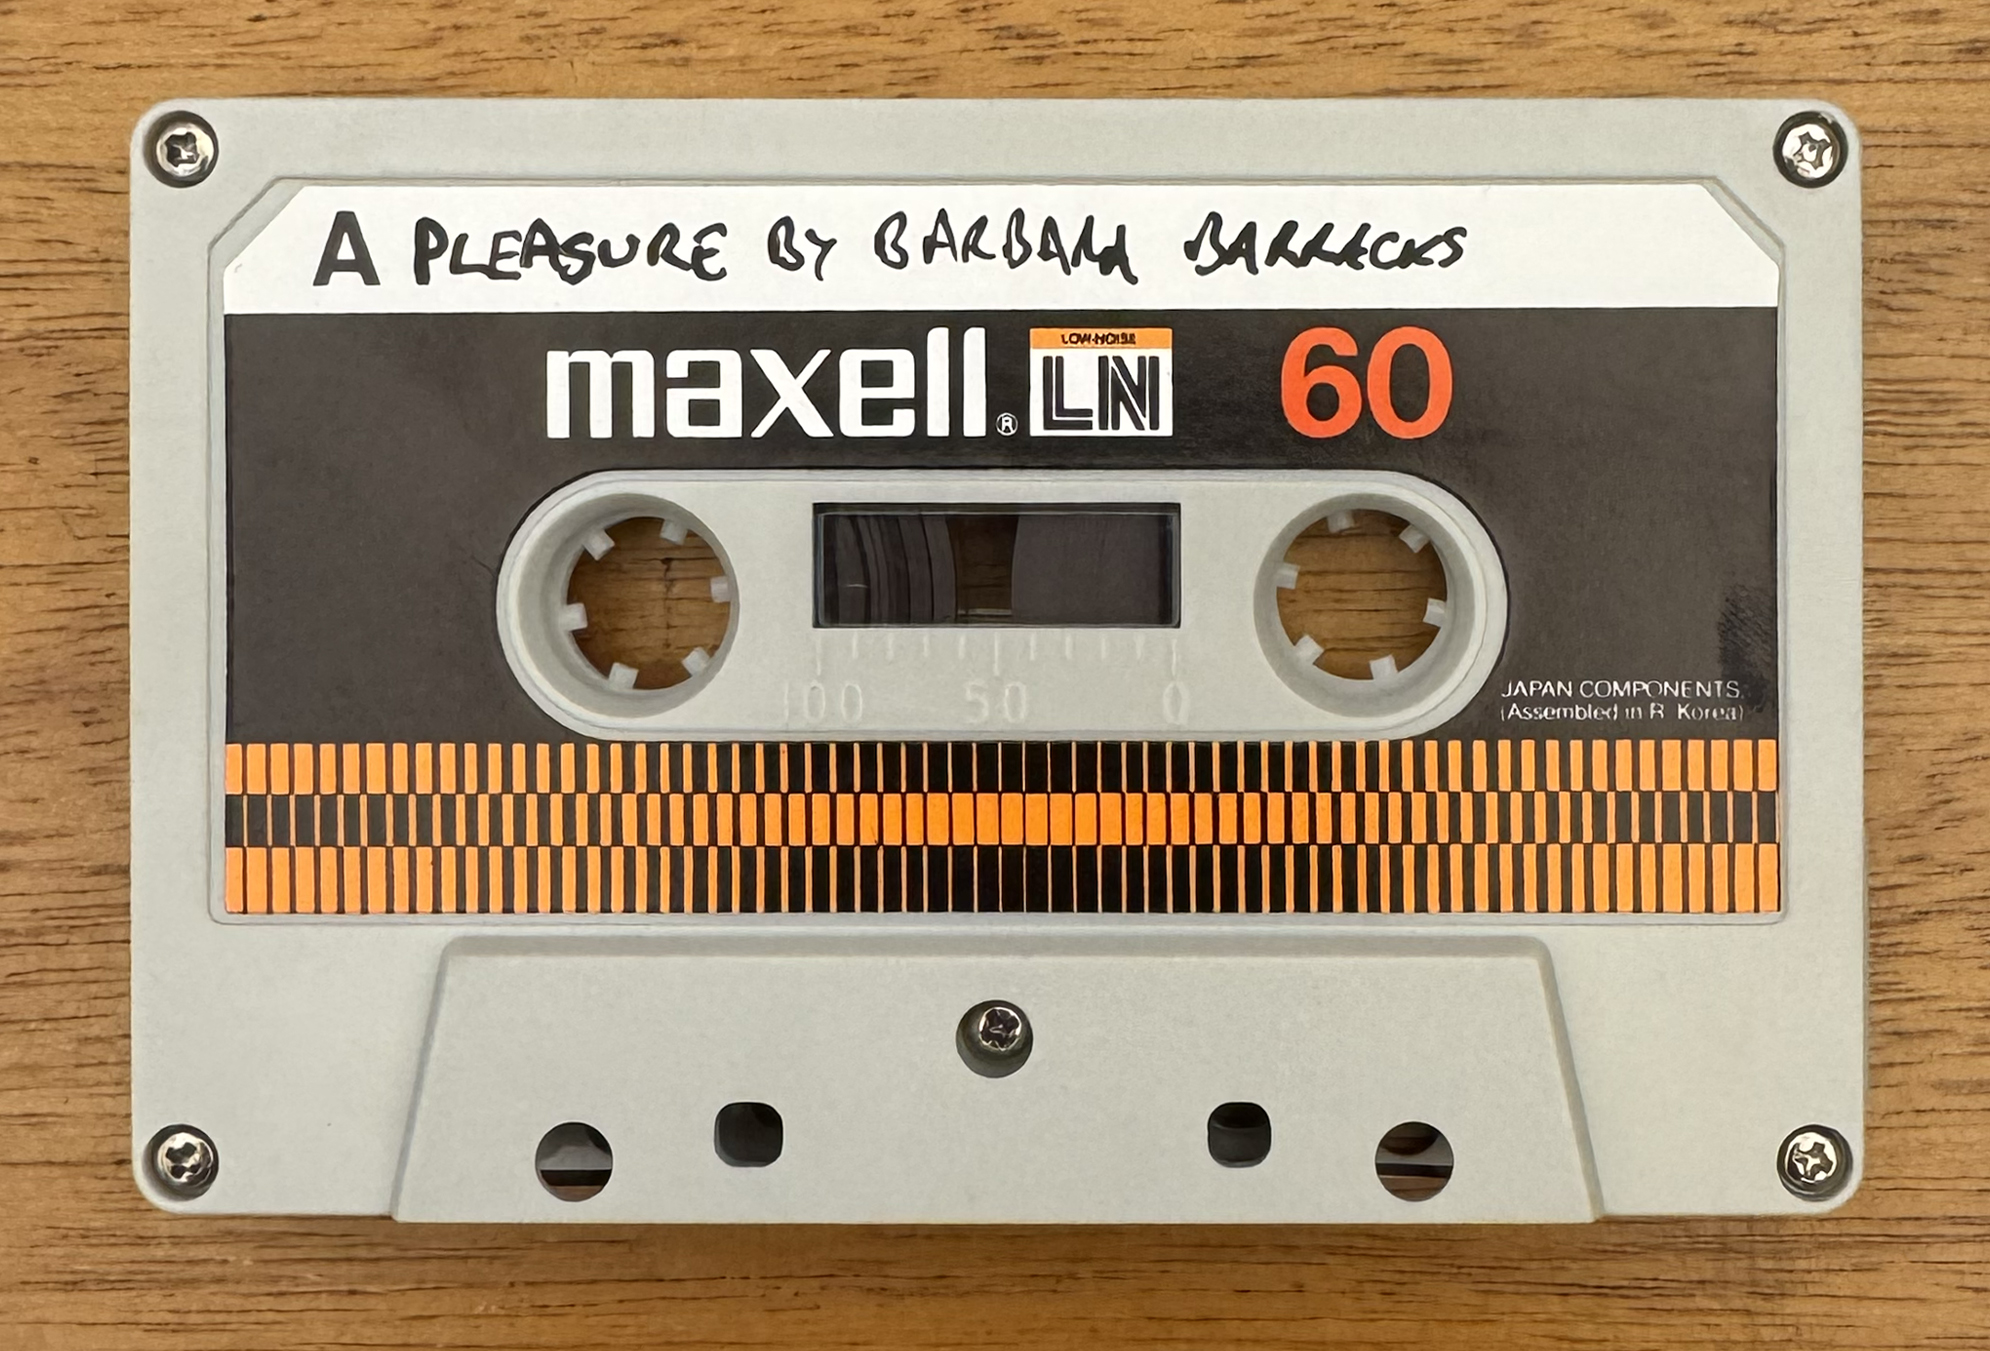 A PLEASURE BY BARBARA BARRACKS
maxell® LOW-NOISE LN 60
100 50 0
JAPAN COMPONENTS.
(Assembled in R. Korea)